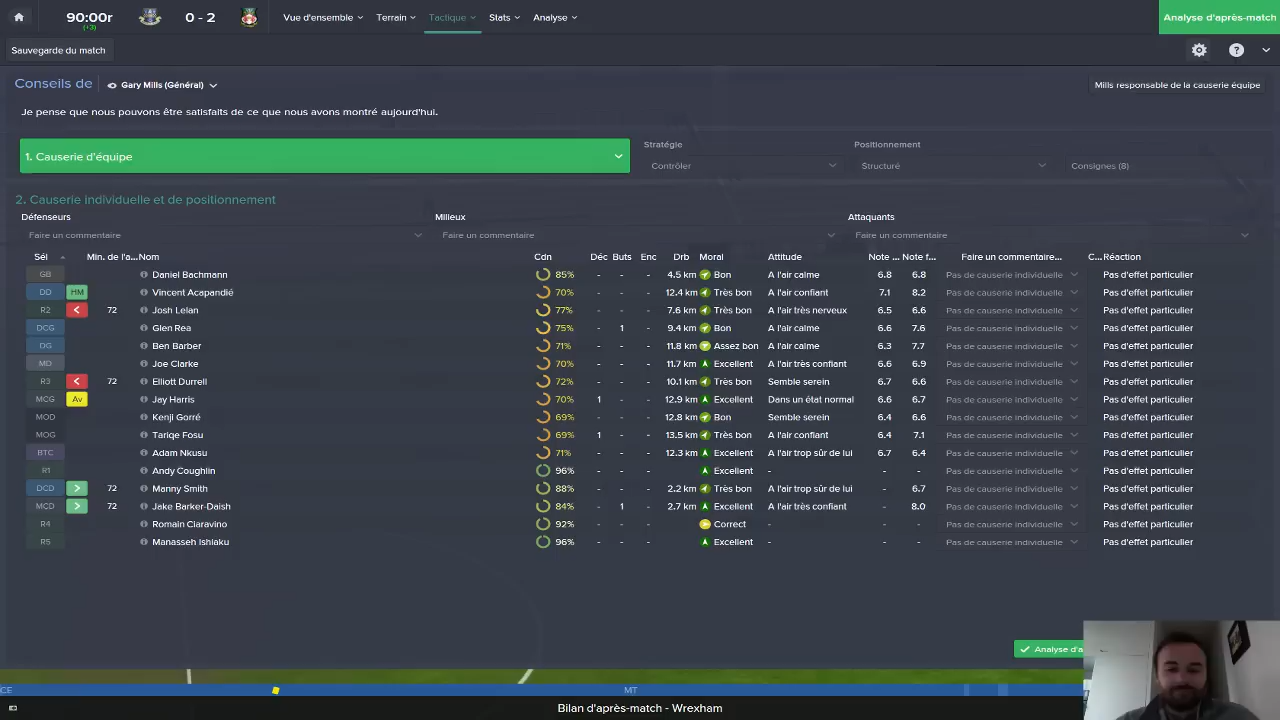 90:00r 0 - 2 Vue d'ensemble Terrain Tactique Stats Analyse Analyse d'après-match
(+3)
Sauvegarde du match
Conseils de Gary Mills (Général) Mills responsable de la causerie équipe
Je pense que nous pouvons être satisfaits de ce que nous avons montré aujourd'hui.
Stratégie Positionnement
1. Causerie d'équipe Contrôler Structuré Consignes (8)
2. Causerie individuelle et de positionnement
Défenseurs Milieux Attaquants
Faire un commentaire Faire un commentaire Faire un commentaire
Sél Min. de l'a... Nom Cdn Déc Buts Enc Drb Moral Attitude Note ... Note f... Faire un commentaire... C... Réaction
GB Daniel Bachmann 85% - - - 4.5 km Bon A l'air calme 6.8 6.8 Pas de causerie individuelle Pas d'effet particulier
DD HM Vincent Acapandié 70% - - - 12.4 km Très bon A l'air confiant 7.1 8.2 Pas de causerie individuelle Pas d'effet particulier
R2 < 72 Josh Lelan 77% - - - 7.6 km Très bon A l'air très nerveux 6.5 6.6 Pas de causerie individuelle Pas d'effet particulier
DCG Glen Rea 75% - 1 - 9.4 km Bon A l'air calme 6.6 7.6 Pas de causerie individuelle Pas d'effet particulier
DG Ben Barber 71% - - - 11.8 km Assez bon A l'air calme 6.3 7.7 Pas de causerie individuelle Pas d'effet particulier
MD Joe Clarke 70% - - - 11.7 km Excellent A l'air très confiant 6.6 6.9 Pas de causerie individuelle Pas d'effet particulier
R3 < 72 Elliott Durrell 72% - - - 10.1 km Très bon Semble serein 6.7 6.6 Pas de causerie individuelle Pas d'effet particulier
MCG Av Jay Harris 70% 1 - - 12.9 km Excellent Dans un état normal 6.6 6.7 Pas de causerie individuelle Pas d'effet particulier
MOD Kenji Gorré 69% - - - 12.8 km Bon Semble serein 6.4 6.6 Pas de causerie individuelle Pas d'effet particulier
MOG Tariqe Fosu 69% 1 - - 13.5 km Très bon A l'air confiant 6.4 7.1 Pas de causerie individuelle Pas d'effet particulier
BTC Adam Nkusu 71% - - - 12.3 km Excellent A l'air trop sûr de lui 6.7 6.4 Pas de causerie individuelle Pas d'effet particulier
R1 Andy Coughlin 96% - - - Excellent - - - Pas de causerie individuelle Pas d'effet particulier
DCD > 72 Manny Smith 88% - - - 2.2 km Très bon A l'air trop sûr de lui - 6.7 Pas de causerie individuelle Pas d'effet particulier
MCD > 72 Jake Barker-Daish 84% - 1 - 2.7 km Excellent A l'air très confiant - 8.0 Pas de causerie individuelle Pas d'effet particulier
R4 Romain Claravino 92% - - - Correct - - - Pas de causerie individuelle Pas d'effet particulier
R5 Manasseh Ishiaku 96% - - - Excellent - - - Pas de causerie individuelle Pas d'effet particulier
Analyse d'a
CE MT
Bilan d'après-match - Wrexham